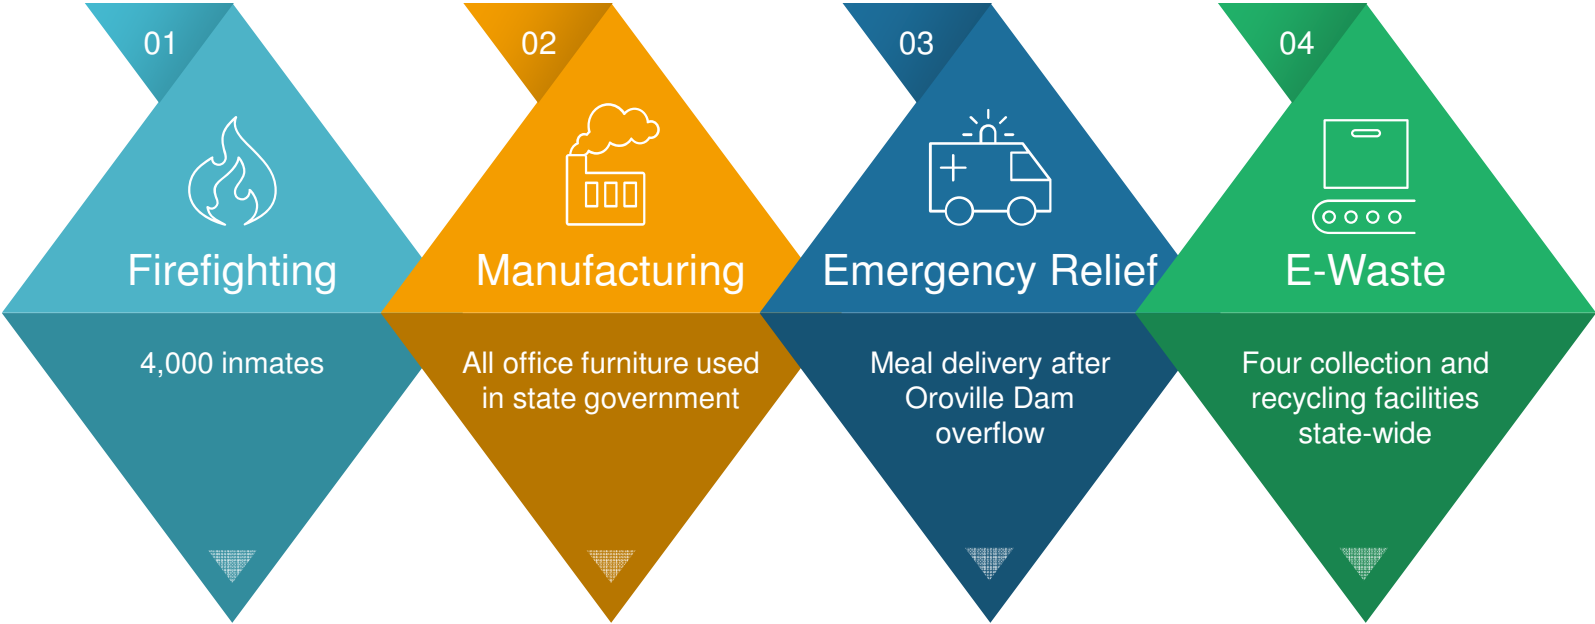 01
Firefighting
4,000 inmates
02
Manufacturing
All office furniture used
in state government
03
Emergency Relief
Meal delivery after
Oroville Dam
overflow
04
E-Waste
Four collection and
recycling facilities
state-wide